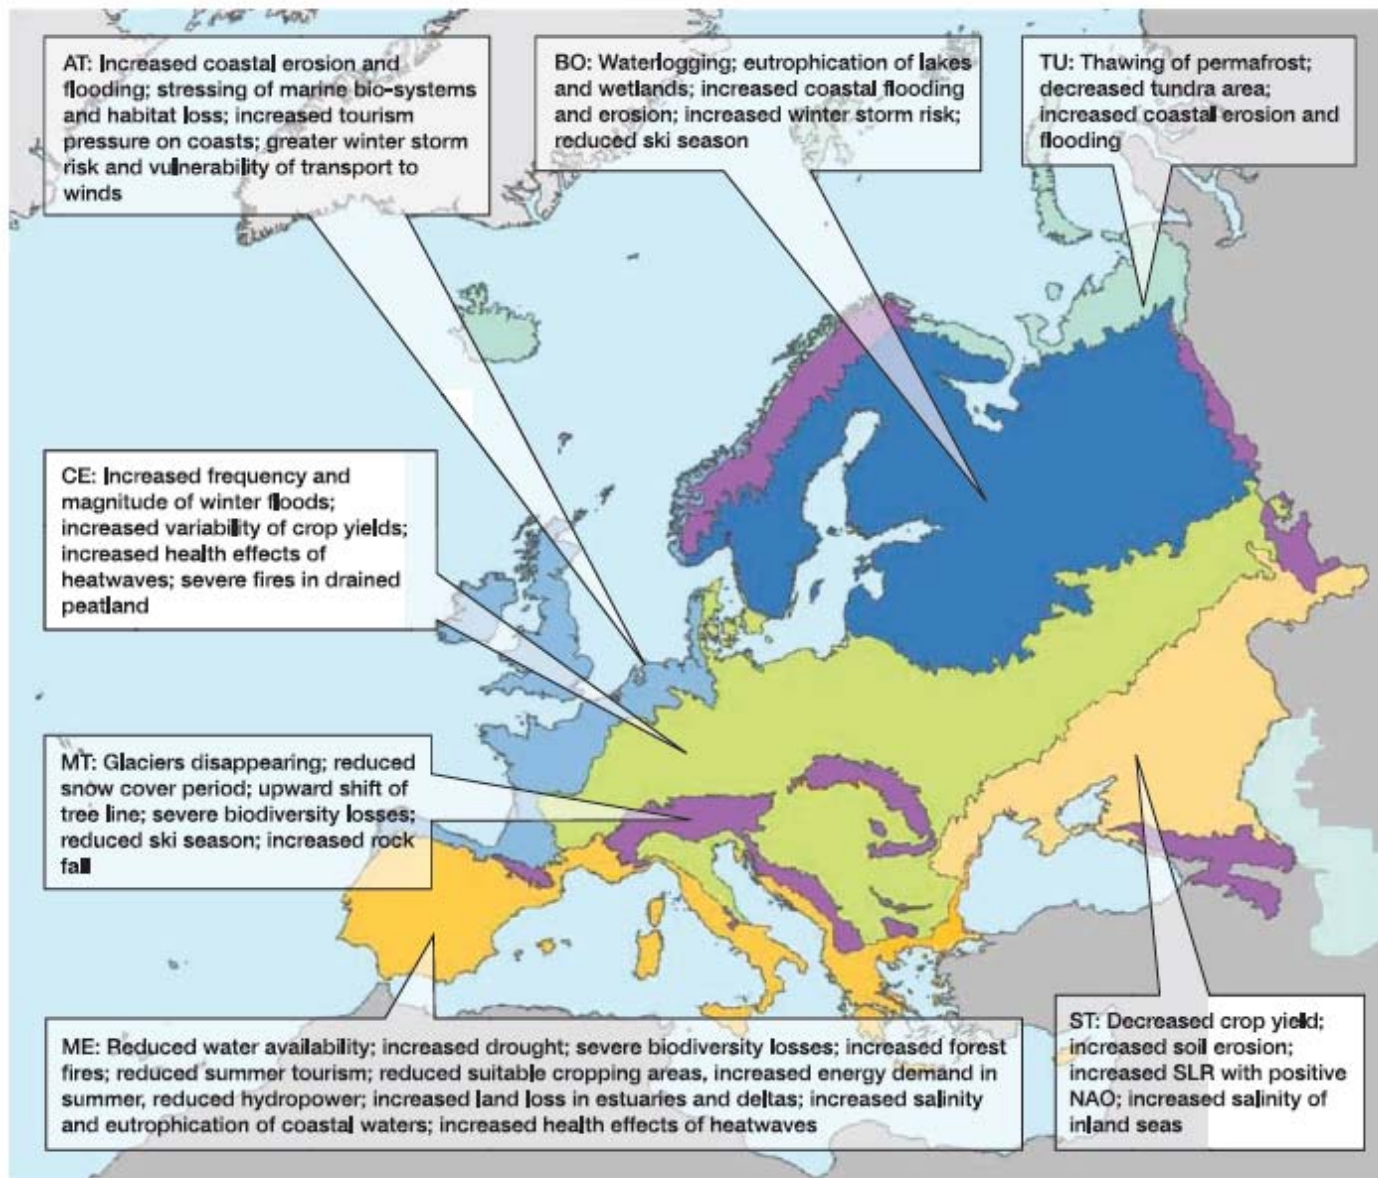 AT: Increased coastal erosion and
flooding; stressing of marine bio-systems
and habitat loss; increased tourism
pressure on coasts; greater winter storm
risk and vulnerability of transport to
winds
BO: Waterlogging; eutrophication of lakes
and wetlands; increased coastal flooding
and erosion; increased winter storm risk;
reduced ski season
TU: Thawing of permafrost;
decreased tundra area;
increased coastal erosion and
flooding
CE: Increased frequency and
magnitude of winter floods;
increased variability of crop yields;
increased health effects of
heatwaves; severe fires in drained
peatland
MT: Glaciers disappearing; reduced
snow cover period; upward shift of
tree line; severe biodiversity losses;
reduced ski season; increased rock
fall
ME: Reduced water availability; increased drought; severe biodiversity losses; increased forest
fires; reduced summer tourism; reduced suitable cropping areas, increased energy demand in
summer, reduced hydropower; increased land loss in estuaries and deltas; increased salinity
and eutrophication of coastal waters; increased health effects of heatwaves
ST: Decreased crop yield;
increased soil erosion;
increased SLR with positive
NAO; increased salinity of
inland seas